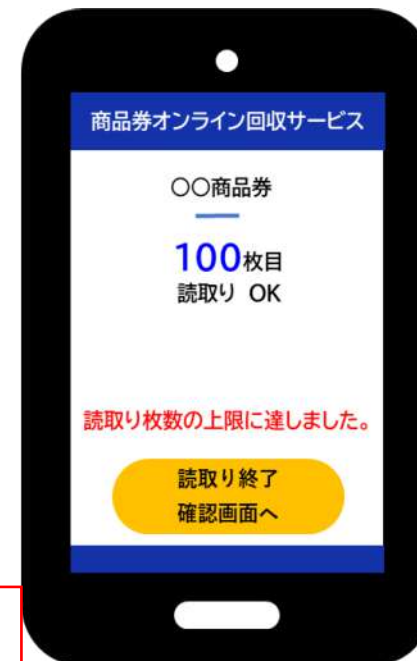 商品券オンライン回収サービス
〇〇商品券
100枚目
読取り OK
読取り枚数の上限に達しました。
読取り終了
確認画面へ